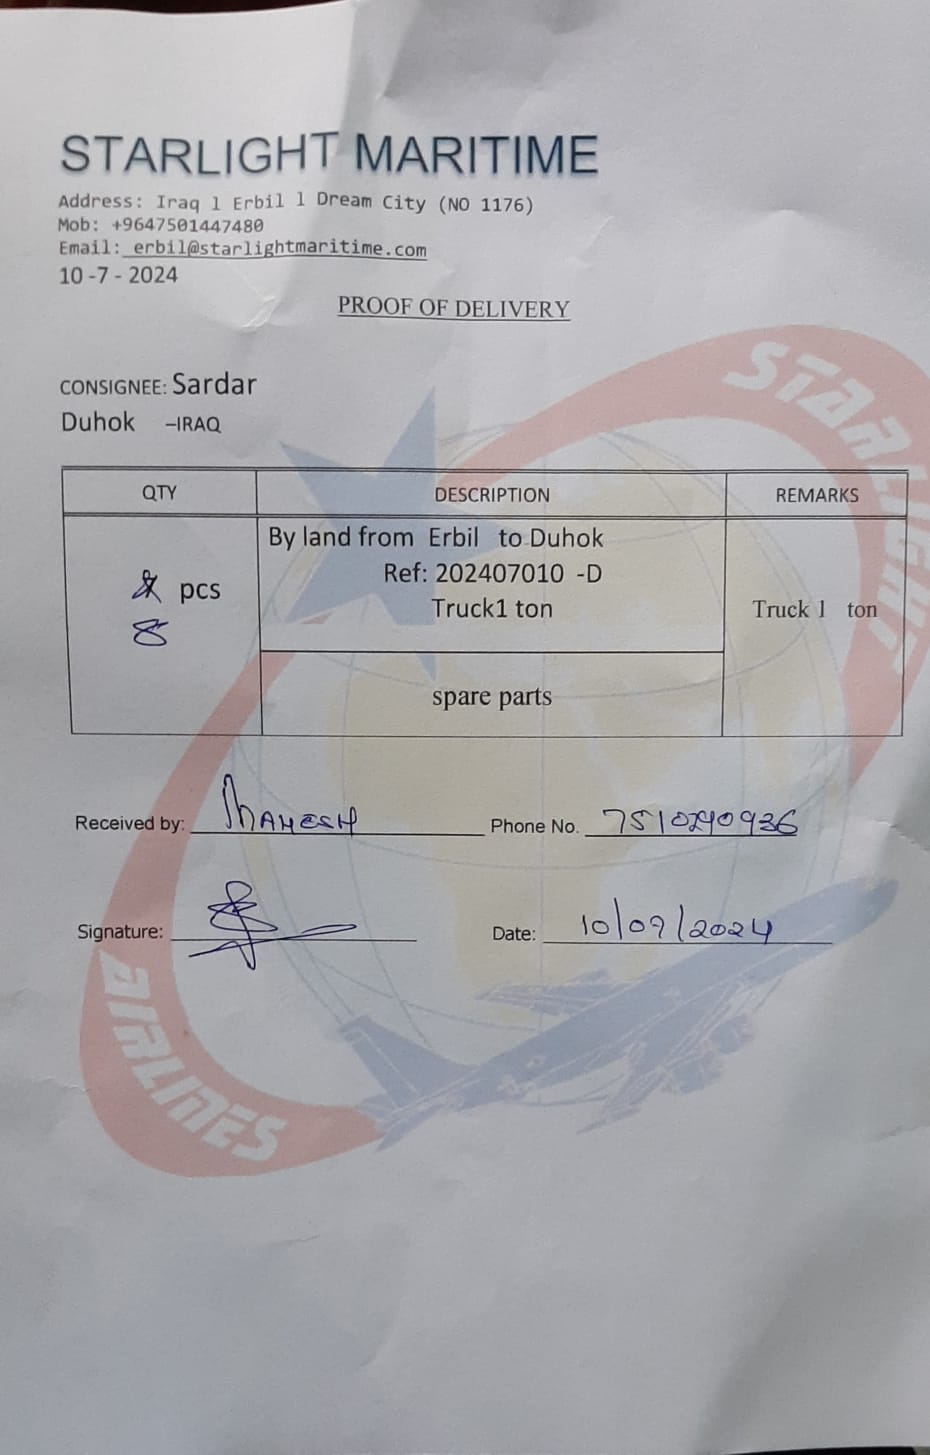 STARLIGHT MARITIME
Address: Iraq l Erbil l Dream City (NO 1176)
Mob: +9647501447480
Email: erbil@starlightmaritime.com
10 -7 - 2024
PROOF OF DELIVERY
CONSIGNEE: Sardar
Duhok –IRAQ
QTY DESCRIPTION REMARKS
By land from Erbil to Duhok
Ref: 202407010 -D
pcs
8
Truck1 ton
Truck 1 ton
spare parts
Received by: MAHESH Phone No.
Signature: Date: 10/07/2024
STARLIGHT
AIRLINES